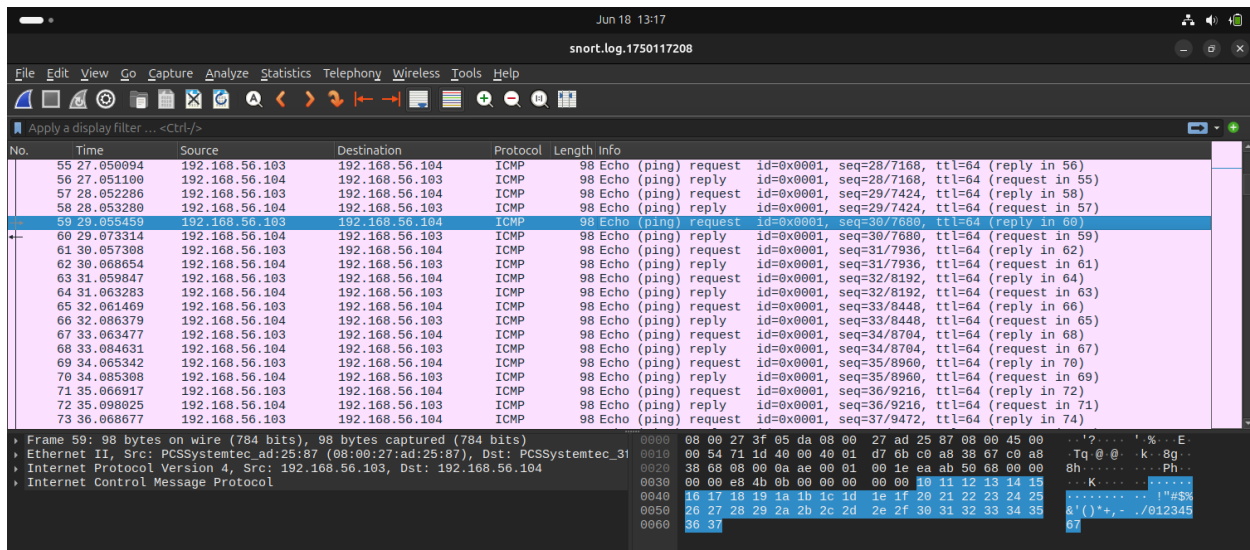 Jun 18 13:17
snort.log.1750117208
File Edit View Go Capture Analyze Statistics Telephony Wireless Tools Help
Apply a display filter … <Ctrl-/>
No. Time Source Destination Protocol Length Info
55 27.050094 192.168.56.103 192.168.56.104 ICMP 98 Echo (ping) request id=0x0001, seq=28/7168, ttl=64 (reply in 56)
56 27.051100 192.168.56.104 192.168.56.103 ICMP 98 Echo (ping) reply id=0x0001, seq=28/7168, ttl=64 (request in 55)
57 28.052286 192.168.56.103 192.168.56.104 ICMP 98 Echo (ping) request id=0x0001, seq=29/7424, ttl=64 (reply in 58)
58 28.053280 192.168.56.104 192.168.56.103 ICMP 98 Echo (ping) reply id=0x0001, seq=29/7424, ttl=64 (request in 57)
59 29.055459 192.168.56.103 192.168.56.104 ICMP 98 Echo (ping) request id=0x0001, seq=30/7680, ttl=64 (reply in 60)
60 29.073314 192.168.56.104 192.168.56.103 ICMP 98 Echo (ping) reply id=0x0001, seq=30/7680, ttl=64 (request in 59)
61 30.057308 192.168.56.103 192.168.56.104 ICMP 98 Echo (ping) request id=0x0001, seq=31/7936, ttl=64 (reply in 62)
62 30.068654 192.168.56.104 192.168.56.103 ICMP 98 Echo (ping) reply id=0x0001, seq=31/7936, ttl=64 (request in 61)
63 31.059847 192.168.56.103 192.168.56.104 ICMP 98 Echo (ping) request id=0x0001, seq=32/8192, ttl=64 (reply in 64)
64 31.063283 192.168.56.104 192.168.56.103 ICMP 98 Echo (ping) reply id=0x0001, seq=32/8192, ttl=64 (request in 63)
65 32.061469 192.168.56.103 192.168.56.104 ICMP 98 Echo (ping) request id=0x0001, seq=33/8448, ttl=64 (reply in 66)
66 32.086379 192.168.56.104 192.168.56.103 ICMP 98 Echo (ping) reply id=0x0001, seq=33/8448, ttl=64 (request in 65)
67 33.063477 192.168.56.103 192.168.56.104 ICMP 98 Echo (ping) request id=0x0001, seq=34/8704, ttl=64 (reply in 68)
68 33.084631 192.168.56.104 192.168.56.103 ICMP 98 Echo (ping) reply id=0x0001, seq=34/8704, ttl=64 (request in 67)
69 34.065342 192.168.56.103 192.168.56.104 ICMP 98 Echo (ping) request id=0x0001, seq=35/8960, ttl=64 (reply in 70)
70 34.085308 192.168.56.104 192.168.56.103 ICMP 98 Echo (ping) reply id=0x0001, seq=35/8960, ttl=64 (request in 69)
71 35.066917 192.168.56.103 192.168.56.104 ICMP 98 Echo (ping) request id=0x0001, seq=36/9216, ttl=64 (reply in 72)
72 35.098025 192.168.56.104 192.168.56.103 ICMP 98 Echo (ping) reply id=0x0001, seq=36/9216, ttl=64 (request in 71)
73 36.068677 192.168.56.103 192.168.56.104 ICMP 98 Echo (ping) request id=0x0001, seq=37/9472, ttl=64 (reply in 74)
Frame 59: 98 bytes on wire (784 bits), 98 bytes captured (784 bits)
Ethernet II, Src: PCSSystemtec_ad:25:87 (08:00:27:ad:25:87), Dst: PCSSystemtec_3f
Internet Protocol Version 4, Src: 192.168.56.103, Dst: 192.168.56.104
Internet Control Message Protocol
0000 08 00 27 3f 05 da 08 00 27 ad 25 87 08 00 45 00 ··'?···· '·%···E·
0010 00 54 71 1d 40 00 40 01 d7 6b c0 a8 38 67 c0 a8 ·Tq·@·@· ·k··8g··
0020 38 68 08 00 0a ae 00 01 00 1e ea ab 50 68 00 00 8h······ ····Ph··
0030 00 00 e8 4b 0b 00 00 00 00 00 10 11 12 13 14 15 ···K···· ········
0040 16 17 18 19 1a 1b 1c 1d 1e 1f 20 21 22 23 24 25 ········ ·· !"#$%
0050 26 27 28 29 2a 2b 2c 2d 2e 2f 30 31 32 33 34 35 &'()*+,- ./012345
0060 36 37 67